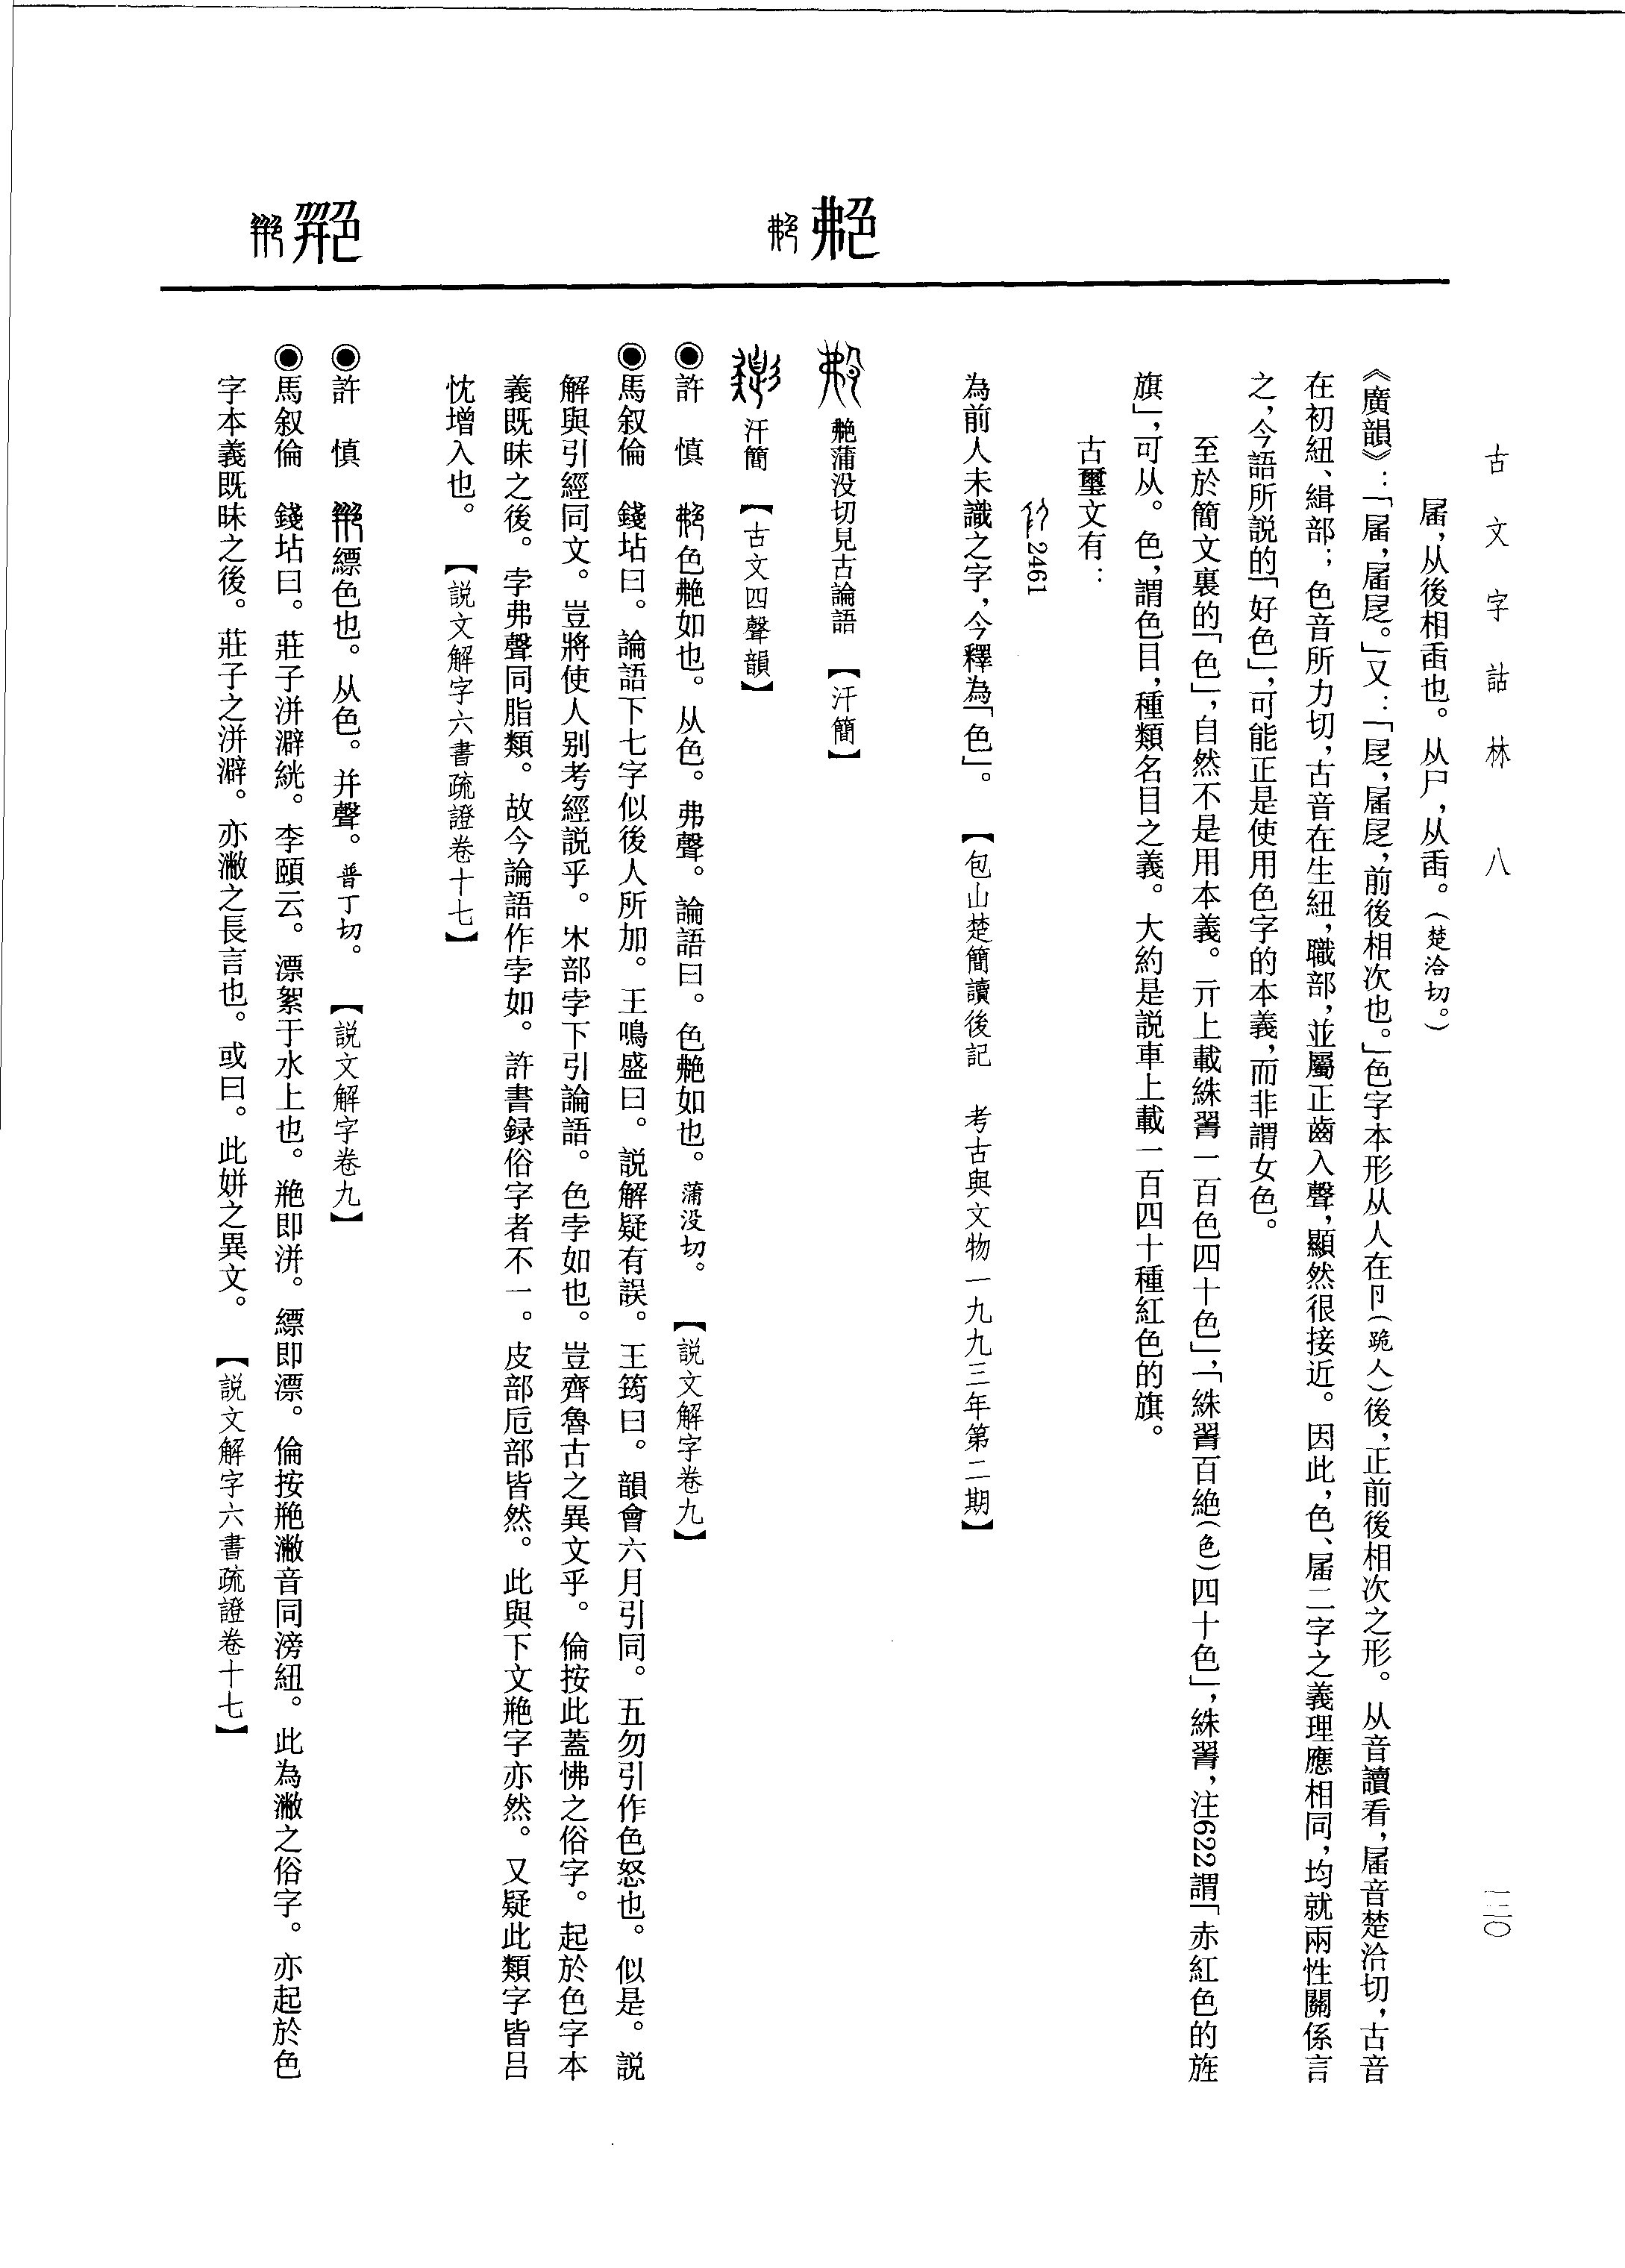 古文字詁林　八
一三〇
屆，从後相臿也。从尸，从臿。（楚洽切。）
《廣韻》：「屆，屆㞚。」又：「㞚，屆㞚，前後相次也。」色字本形从人在卩（跪人）後，正前後相次之形。从音讀看，屆音楚洽切，古音
在初紐、緝部；色音所力切，古音在生紐，職部，並屬正齒入聲，顯然很接近。因此，色、屆二字之義理應相同，均就兩性關係言
之，今語所説的「好色」，可能正是使用色字的本義，而非謂女色。
至於簡文裏的「色」，自然不是用本義。亓上載絑㫍一百色四十色」，「絑㫍百絶（色）四十色」，絑㫍，注622謂「赤紅色的旌
旗」，可从。色，謂色目，種類名目之義。大約是説車上載一百四十種紅色的旗。
古璽文有：
2461
為前人未識之字，今釋為「色」。　【包山楚簡讀後記　考古與文物一九九三年第二期】
艴
艴蒲没切見古論語　【汗簡】
汗簡　【古文四聲韻】
◉許　慎　色艴如也。从色。弗聲。論語曰。色艴如也。蒲没切。　【説文解字卷九】
◉馬叙倫　錢坫曰。論語下七字似後人所加。王鳴盛曰。説解疑有誤。王筠曰。韻會六月引同。五勿引作色怒也。似是。説
解與引經同文。豈將使人别考經説乎。𣎵部孛下引論語。色孛如也。豈齊魯古之異文乎。倫按此蓋怫之俗字。起於色字本
義既昧之後。孛弗聲同脂類。故今論語作孛如。許書録俗字者不一。皮部卮部皆然。此與下文艵字亦然。又疑此類字皆吕
忱增入也。　【説文解字六書疏證卷十七】
艵
◉許　慎　縹色也。从色。并聲。普丁切。　【説文解字卷九】
◉馬叙倫　錢坫曰。莊子洴澼絖。李頤云。漂絮于水上也。艵即洴。縹即漂。倫按艵潎音同滂紐。此為潎之俗字。亦起於色
字本義既昧之後。莊子之洴澼。亦潎之長言也。或曰。此姘之異文。　【説文解字六書疏證卷十七】